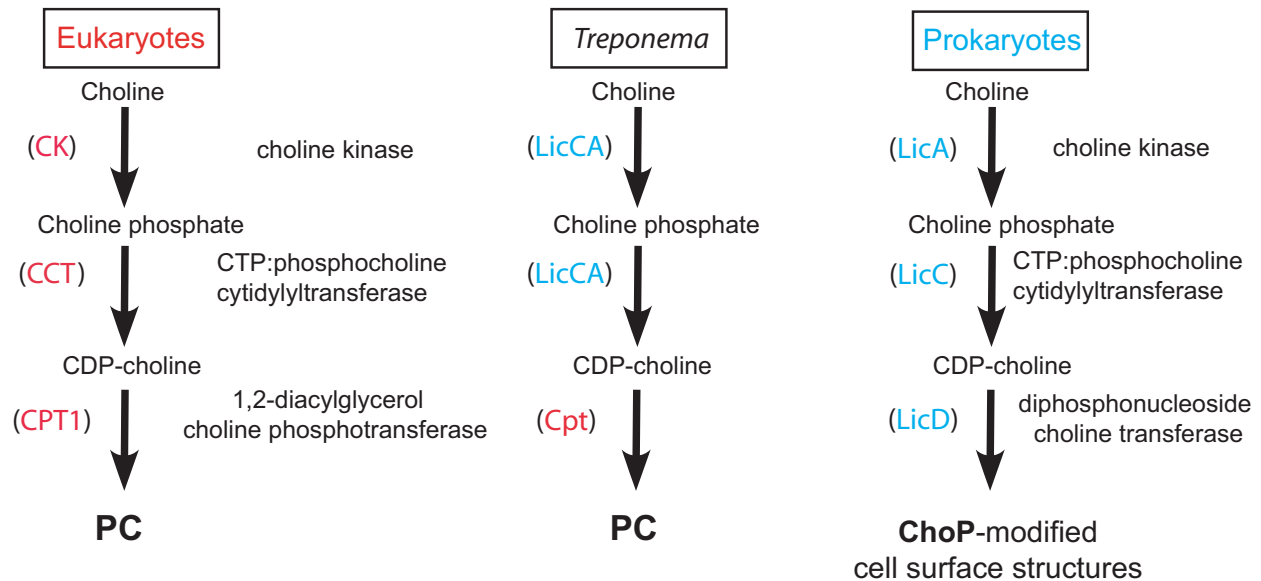 Eukaryotes
Choline
(CK)
choline kinase
Choline phosphate
(CCT)
CTP:phosphocholine
cytidylyltransferase
CDP-choline
(CPT1)
1,2-diacylglycerol
choline phosphotransferase
PC
Treponema
Choline
(LicCA)
Choline phosphate
(LicCA)
CDP-choline
(Cpt)
PC
Prokaryotes
Choline
(LicA)
choline kinase
Choline phosphate
(LicC)
CTP:phosphocholine
cytidylyltransferase
CDP-choline
(LicD)
diphosphonucleoside
choline transferase
ChoP-modified
cell surface structures